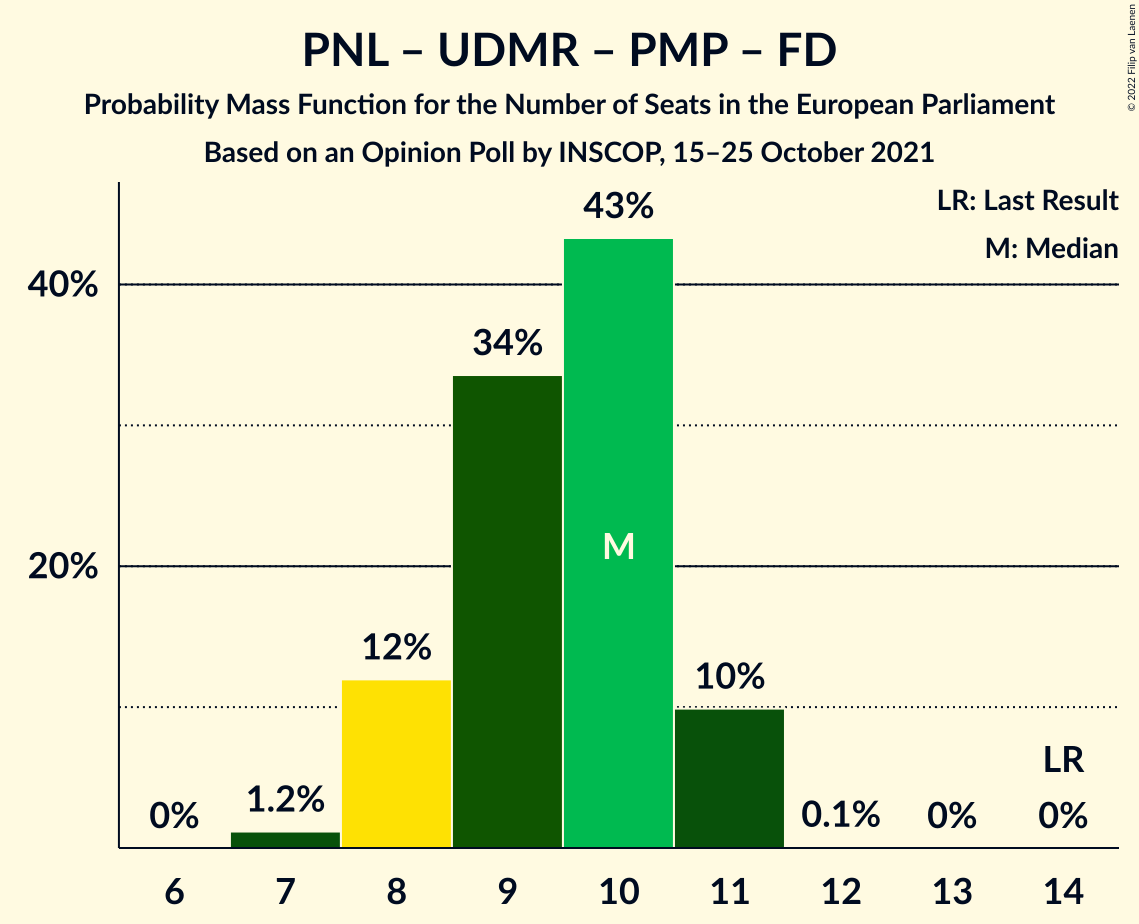 PNL – UDMR – PMP – FD
Probability Mass Function for the Number of Seats in the European Parliament
Based on an Opinion Poll by INSCOP, 15–25 October 2021
© 2022 Filip van Laenen
LR: Last Result
M: Median
43%
40%
34%
M
20%
12%
10%
LR
0%
1.2%
0.1%
0%
0%
6 7 8 9 10 11 12 13 14